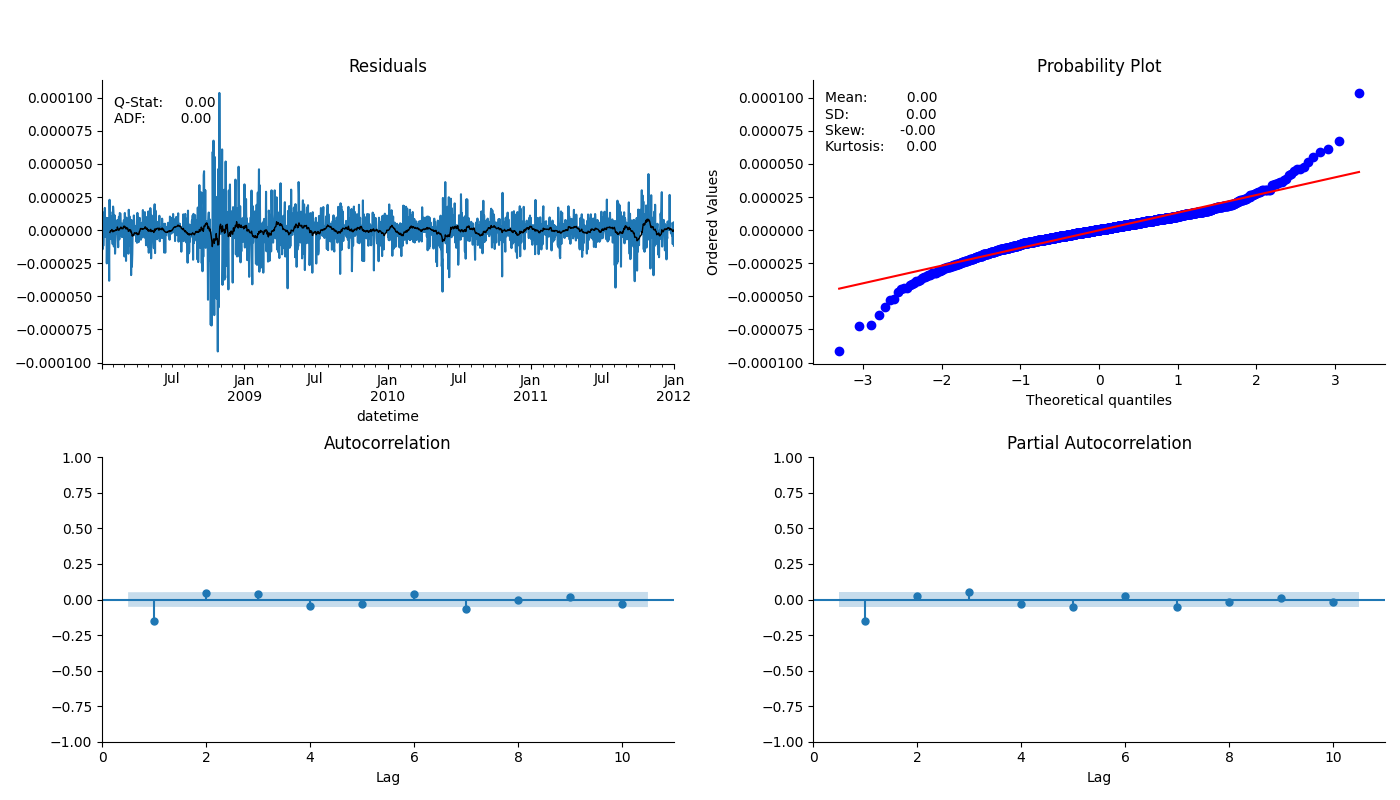 Residuals
0.000100
0.000075
0.000050
0.000025
0.000000
−0.000025
−0.000050
−0.000075
−0.000100
Q-Stat: 0.00
ADF: 0.00
Jul
Jan
2009
Jul
Jan
2010
Jul
Jan
2011
Jul
Jan
2012
datetime
Probability Plot
Ordered Values
0.000100
0.000075
0.000050
0.000025
0.000000
−0.000025
−0.000050
−0.000075
−0.000100
Mean: 0.00
SD: 0.00
Skew: -0.00
Kurtosis: 0.00
−3 −2 −1 0 1 2 3
Theoretical quantiles
Autocorrelation
1.00
0.75
0.50
0.25
0.00
−0.25
−0.50
−0.75
−1.00
0 2 4 6 8 10
Lag
Partial Autocorrelation
1.00
0.75
0.50
0.25
0.00
−0.25
−0.50
−0.75
−1.00
0 2 4 6 8 10
Lag